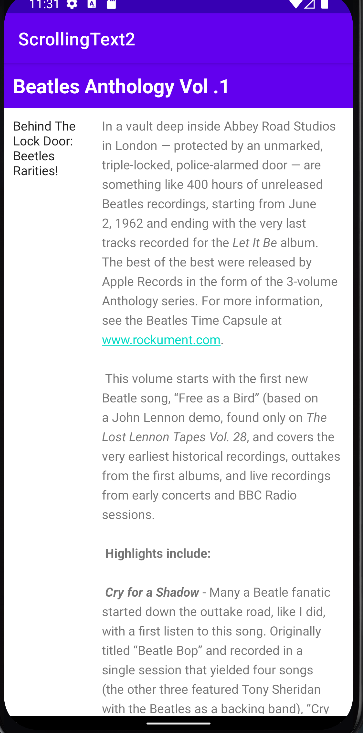 11:31
ScrollingText2
Beatles Anthology Vol .1
Behind The
Lock Door:
Beetles
Rarities!
In a vault deep inside Abbey Road Studios
in London — protected by an unmarked,
triple-locked, police-alarmed door — are
something like 400 hours of unreleased
Beatles recordings, starting from June
2, 1962 and ending with the very last
tracks recorded for the Let It Be album.
The best of the best were released by
Apple Records in the form of the 3-volume
Anthology series. For more information,
see the Beatles Time Capsule at
www.rockument.com.
This volume starts with the first new
Beatle song, “Free as a Bird” (based on
a John Lennon demo, found only on The
Lost Lennon Tapes Vol. 28, and covers the
very earliest historical recordings, outtakes
from the first albums, and live recordings
from early concerts and BBC Radio
sessions.
Highlights include:
Cry for a Shadow - Many a Beatle fanatic
started down the outtake road, like I did,
with a first listen to this song. Originally
titled “Beatle Bop” and recorded in a
single session that yielded four songs
(the other three featured Tony Sheridan
with the Beatles as a backing band), “Cry